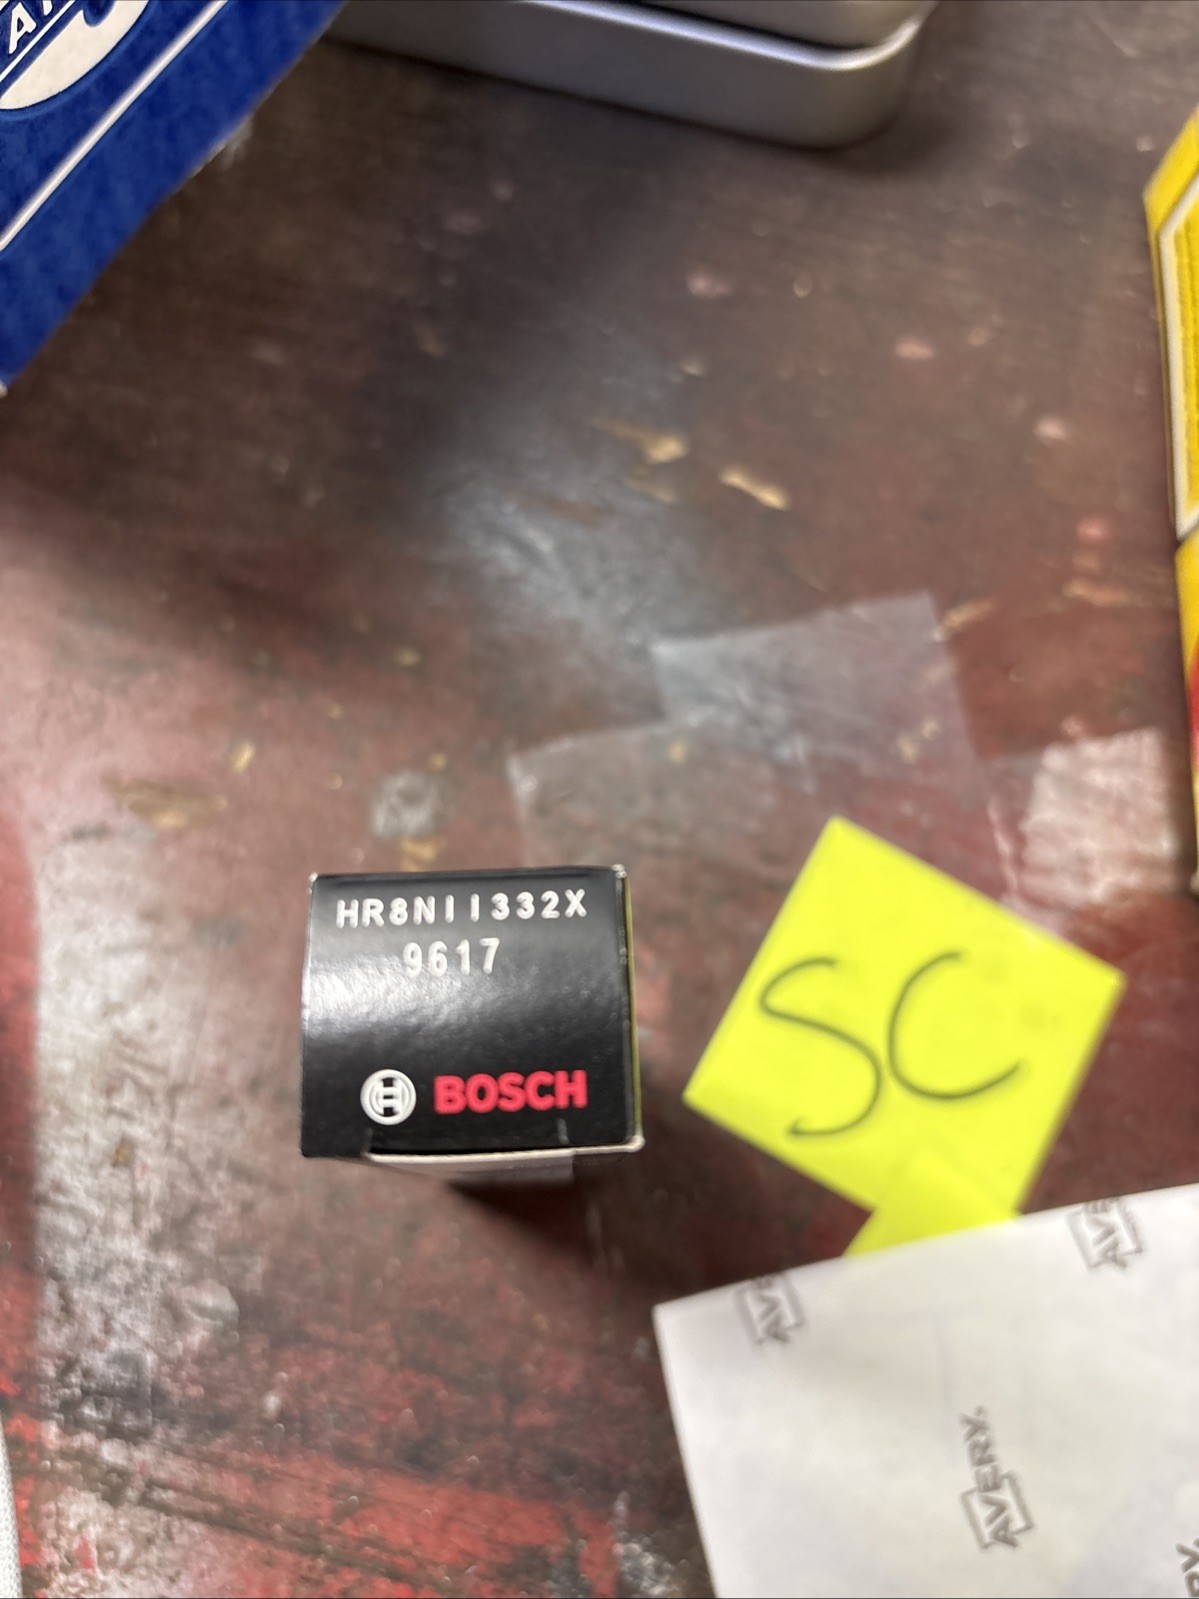 HR8NII332X
9617
BOSCH
SC
AVERY
AVERY
AVERY.